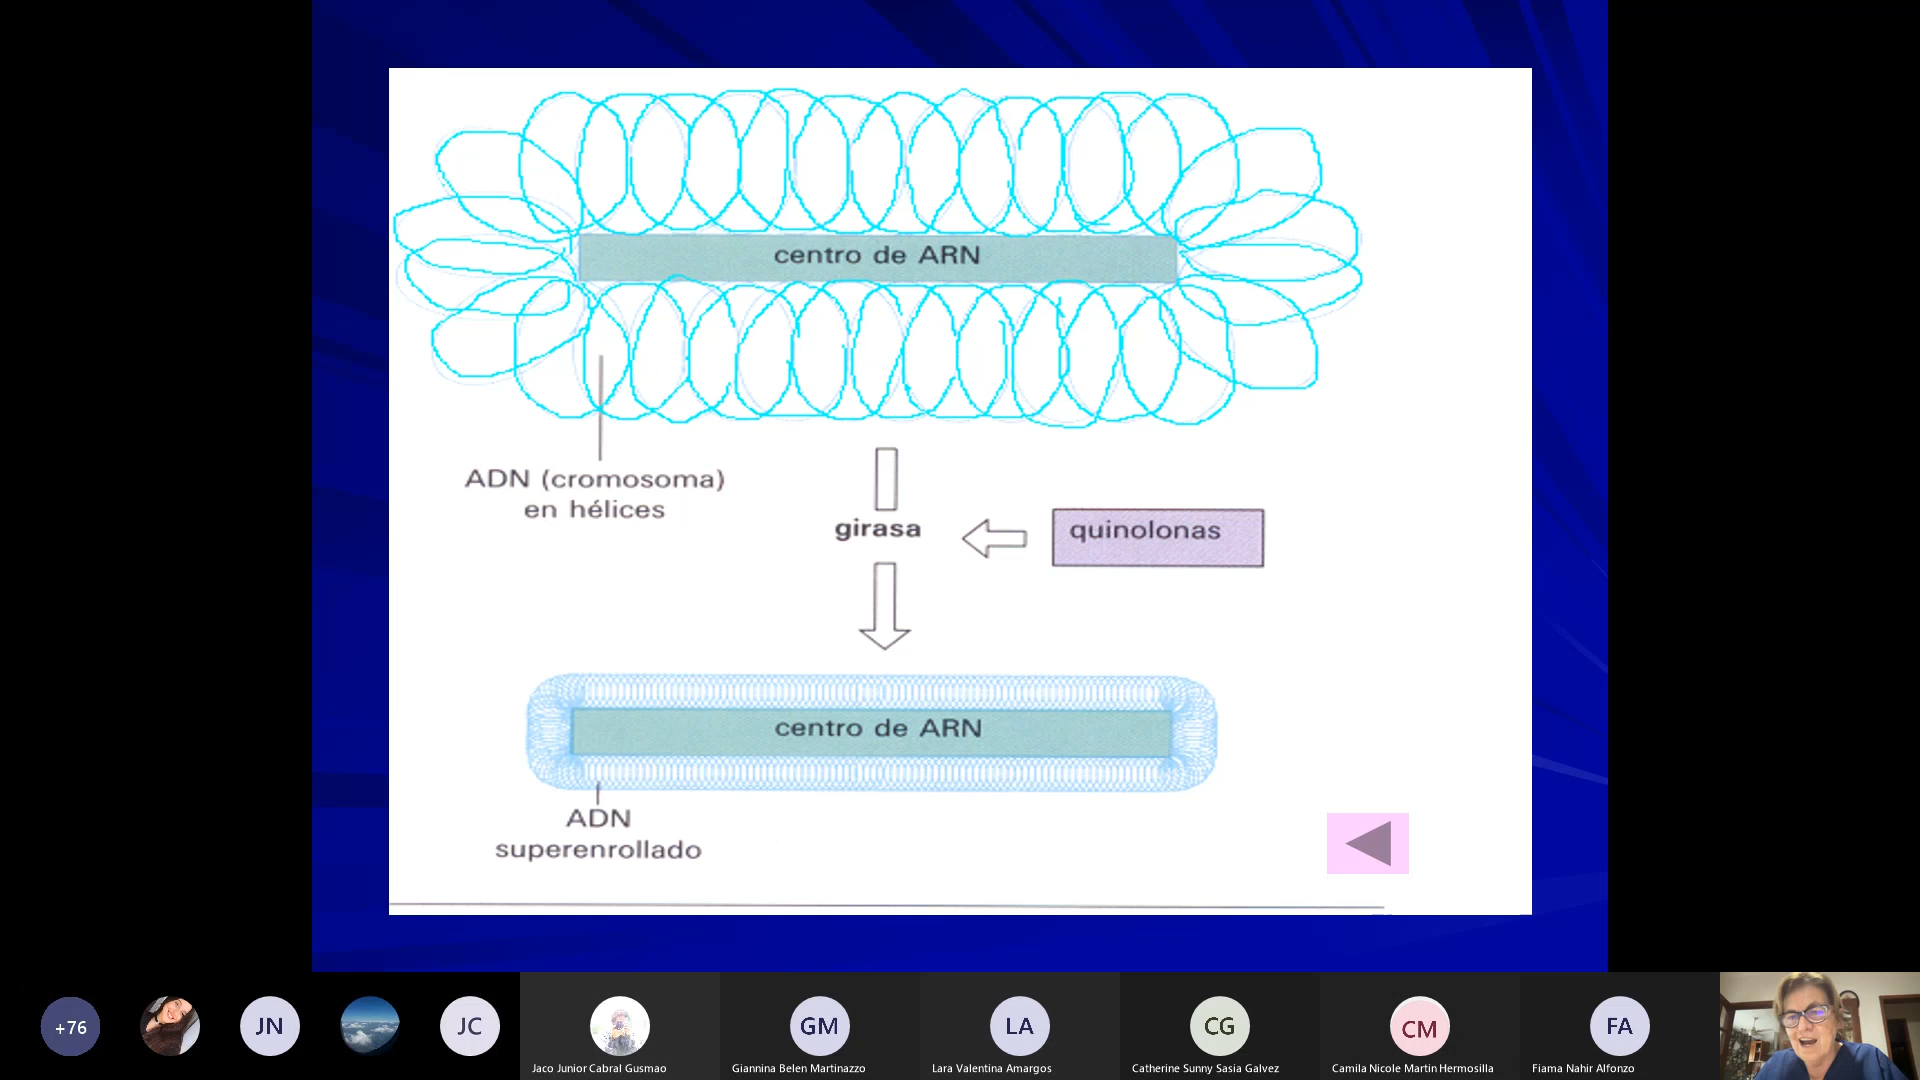 centro de ARN
ADN (cromosoma)
en hélices
girasa
quinolonas
centro de ARN
ADN
superenrollado
+76
JN
JC
GM
LA
CG
CM
FA
Jaco Junior Cabral Gusmao
Giannina Belen Martinazzo
Lara Valentina Amargos
Catherine Sunny Sasia Galvez
Camila Nicole Martin Hermosilla
Fiama Nahir Alfonzo